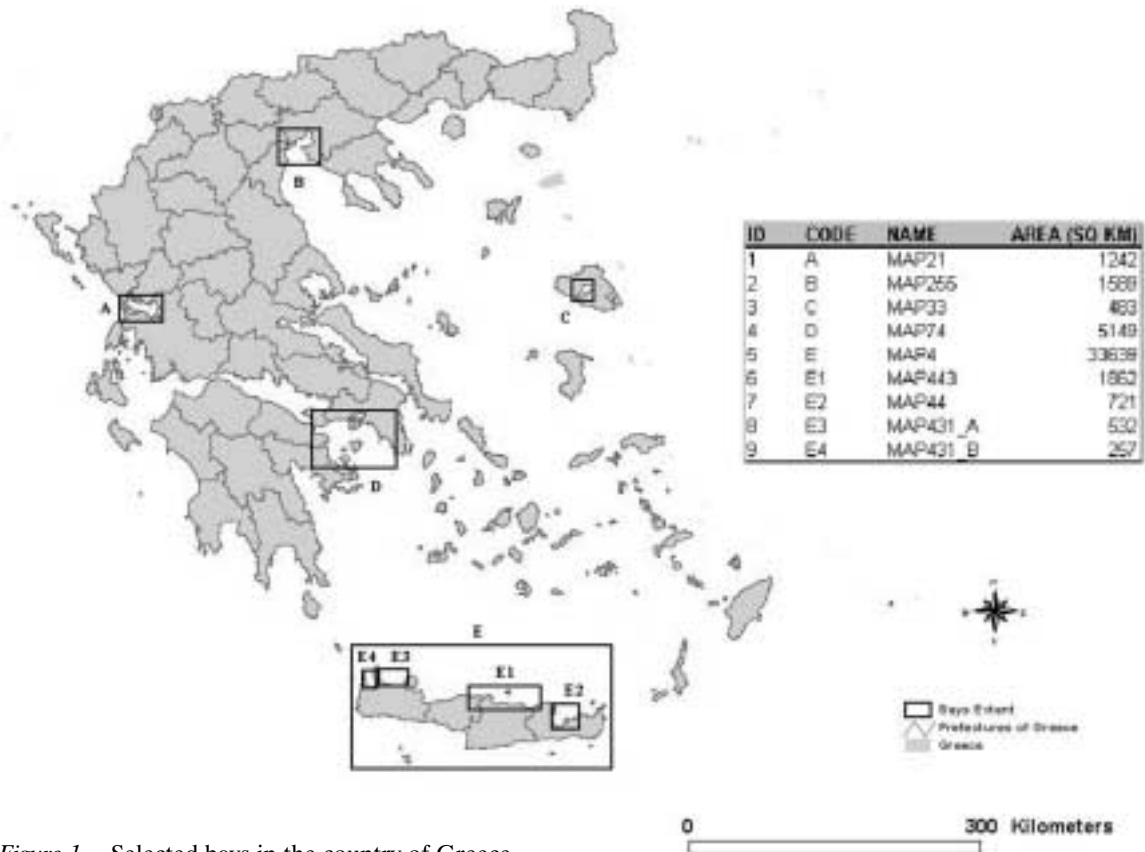 B
ID CODE NAME AREA (SQ KM)
1 A MAP21 1242
2 B MAP266 1588
3 C MAP33 483
4 D MAP74 5149
5 E MAP4 33639
6 E1 MAP443 1862
7 E2 MAP44 721
8 E3 MAP431_A 532
9 E4 MAP431_B 257
A
C
D
E
E4 E3
E1
E2
Bays Extent
Prefectures of Greece
Greece
0 300 Kilometers
Figure 1. Selected bays in the country of Greece